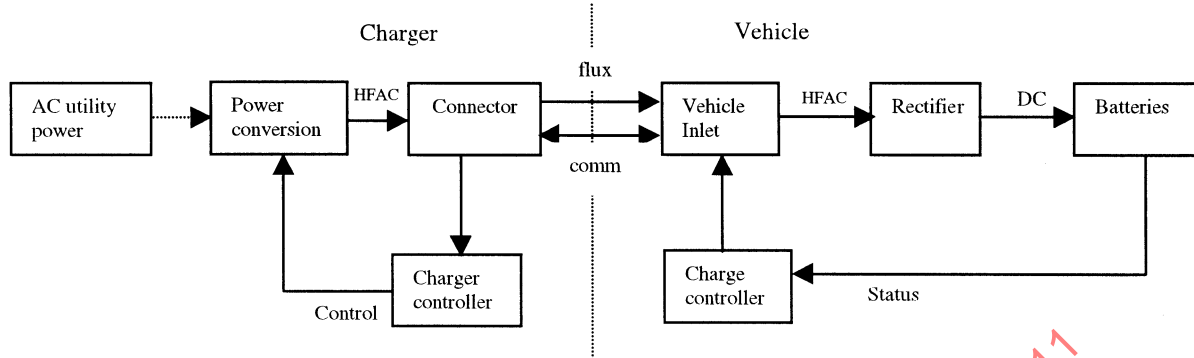 Charger
Vehicle
AC utility
power
Power
conversion
HFAC
Connector
flux
comm
Vehicle
Inlet
HFAC
Rectifier
DC
Batteries
Charger
controller
Control
Charge
controller
Status
11